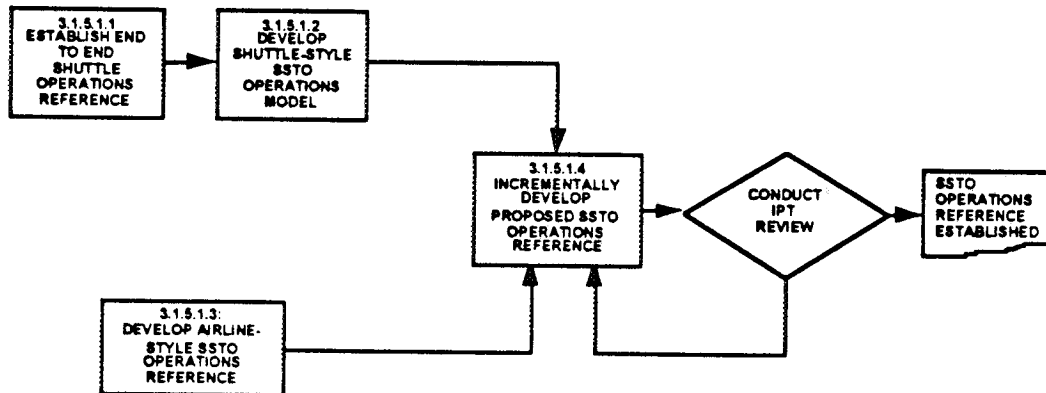 3.1.5.1.1
ESTABLISH END
TO END
SHUTTLE
OPERATIONS
REFERENCE
3.1.5.1.2
DEVELOP
SHUTTLE-STYLE
SSTO
OPERATIONS
MODEL
3.1.5.1.4
INCREMENTALLY
DEVELOP
PROPOSED SSTO
OPERATIONS
REFERENCE
CONDUCT
IPT
REVIEW
SSTO
OPERATIONS
REFERENCE
ESTABLISHED
3.1.5.1.3:
DEVELOP AIRLINE-
STYLE SSTO
OPERATIONS
REFERENCE